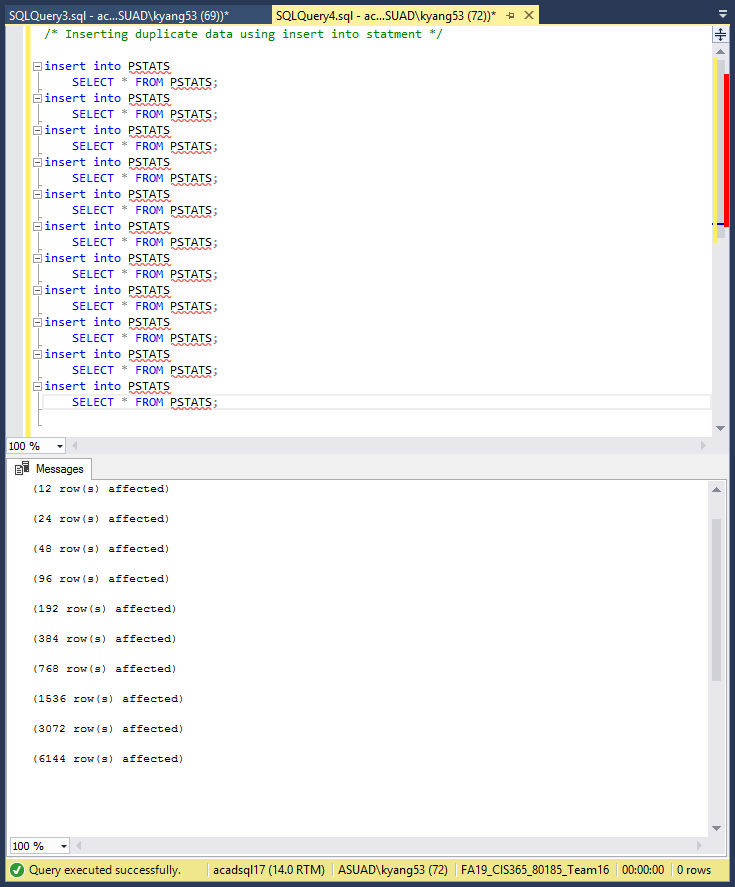 SQLQuery3.sql - ac...SUAD\kyang53 (69))*
SQLQuery4.sql - ac...SUAD\kyang53 (72))*
/* Inserting duplicate data using insert into statment */
insert into PSTATS
SELECT * FROM PSTATS;
insert into PSTATS
SELECT * FROM PSTATS;
insert into PSTATS
SELECT * FROM PSTATS;
insert into PSTATS
SELECT * FROM PSTATS;
insert into PSTATS
SELECT * FROM PSTATS;
insert into PSTATS
SELECT * FROM PSTATS;
insert into PSTATS
SELECT * FROM PSTATS;
insert into PSTATS
SELECT * FROM PSTATS;
insert into PSTATS
SELECT * FROM PSTATS;
insert into PSTATS
SELECT * FROM PSTATS;
insert into PSTATS
SELECT * FROM PSTATS;
100 %
Messages
(12 row(s) affected)
(24 row(s) affected)
(48 row(s) affected)
(96 row(s) affected)
(192 row(s) affected)
(384 row(s) affected)
(768 row(s) affected)
(1536 row(s) affected)
(3072 row(s) affected)
(6144 row(s) affected)
100 %
Query executed successfully.
acadsql17 (14.0 RTM)
ASUAD\kyang53 (72)
FA19_CIS365_80185_Team16
00:00:00
0 rows